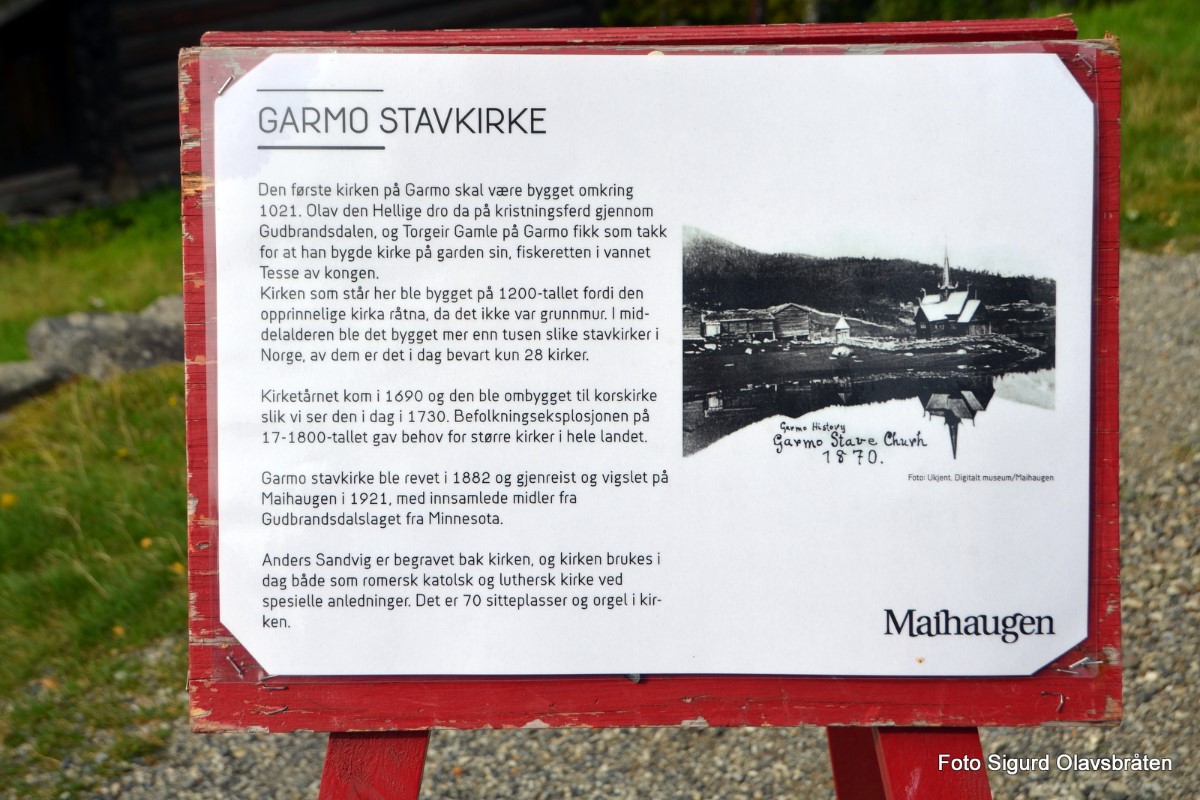 GARMO STAVKIRKE
Den første kirken på Garmo skal være bygget omkring
1021. Olav den Hellige dro da på kristningsferd gjennom
Gudbrandsdalen, og Torgeir Gamle på Garmo fikk som takk
for at han bygde kirke på garden sin, fiskeretten i vannet
Tesse av kongen.
Kirken som står her ble bygget på 1200-tallet fordi den
opprinnelige kirka råtna, da det ikke var grunnmur. I mid-
delalderen ble det bygget mer enn tusen slike stavkirker i
Norge, av dem er det i dag bevart kun 28 kirker.
Kirketårnet kom i 1690 og den ble ombygget til korskirke
slik vi ser den i dag i 1730. Befolkningseksplosjonen på
17-1800-tallet gav behov for større kirker i hele landet.
Garmo stavkirke ble revet i 1882 og gjenreist og vigslet på
Maihaugen i 1921, med innsamlede midler fra
Gudbrandsdalslaget fra Minnesota.
Anders Sandvig er begravet bak kirken, og kirken brukes i
dag både som romersk katolsk og luthersk kirke ved
spesielle anledninger. Det er 70 sitteplasser og orgel i kir-
ken.
Garmo History
Garmo Stave Churh
1870.
Foto: Ukjent, Digitalt museum/Maihaugen
Maihaugen
Foto Sigurd Olavsbråten